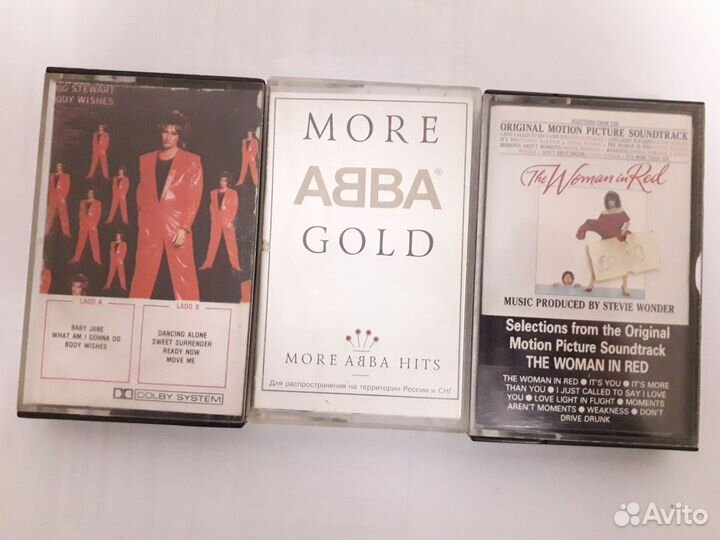 OD STEWART
ODY WISHES
LADO A
BABY JANE
WHAT AM I GONNA DO
BODY WISHES
LADO B
DANCING ALONE
SWEET SURRENDER
READY NOW
MOVE ME
DOLBY SYSTEM
MORE
ABBA®
GOLD
MORE ABBA HITS
Для распространения на территории России и СНГ
SELECTIONS FROM THE
ORIGINAL MOTION PICTURE SOUNDTRACK
The Woman in Red
MUSIC PRODUCED BY STEVIE WONDER
Selections from the Original
Motion Picture Soundtrack
THE WOMAN IN RED
THE WOMAN IN RED ● IT'S YOU ● IT'S MORE
THAN YOU ● I JUST CALLED TO SAY I LOVE
YOU ● LOVE LIGHT IN FLIGHT ● MOMENTS
AREN'T MOMENTS ● WEAKNESS ● DON'T
DRIVE DRUNK
Avito